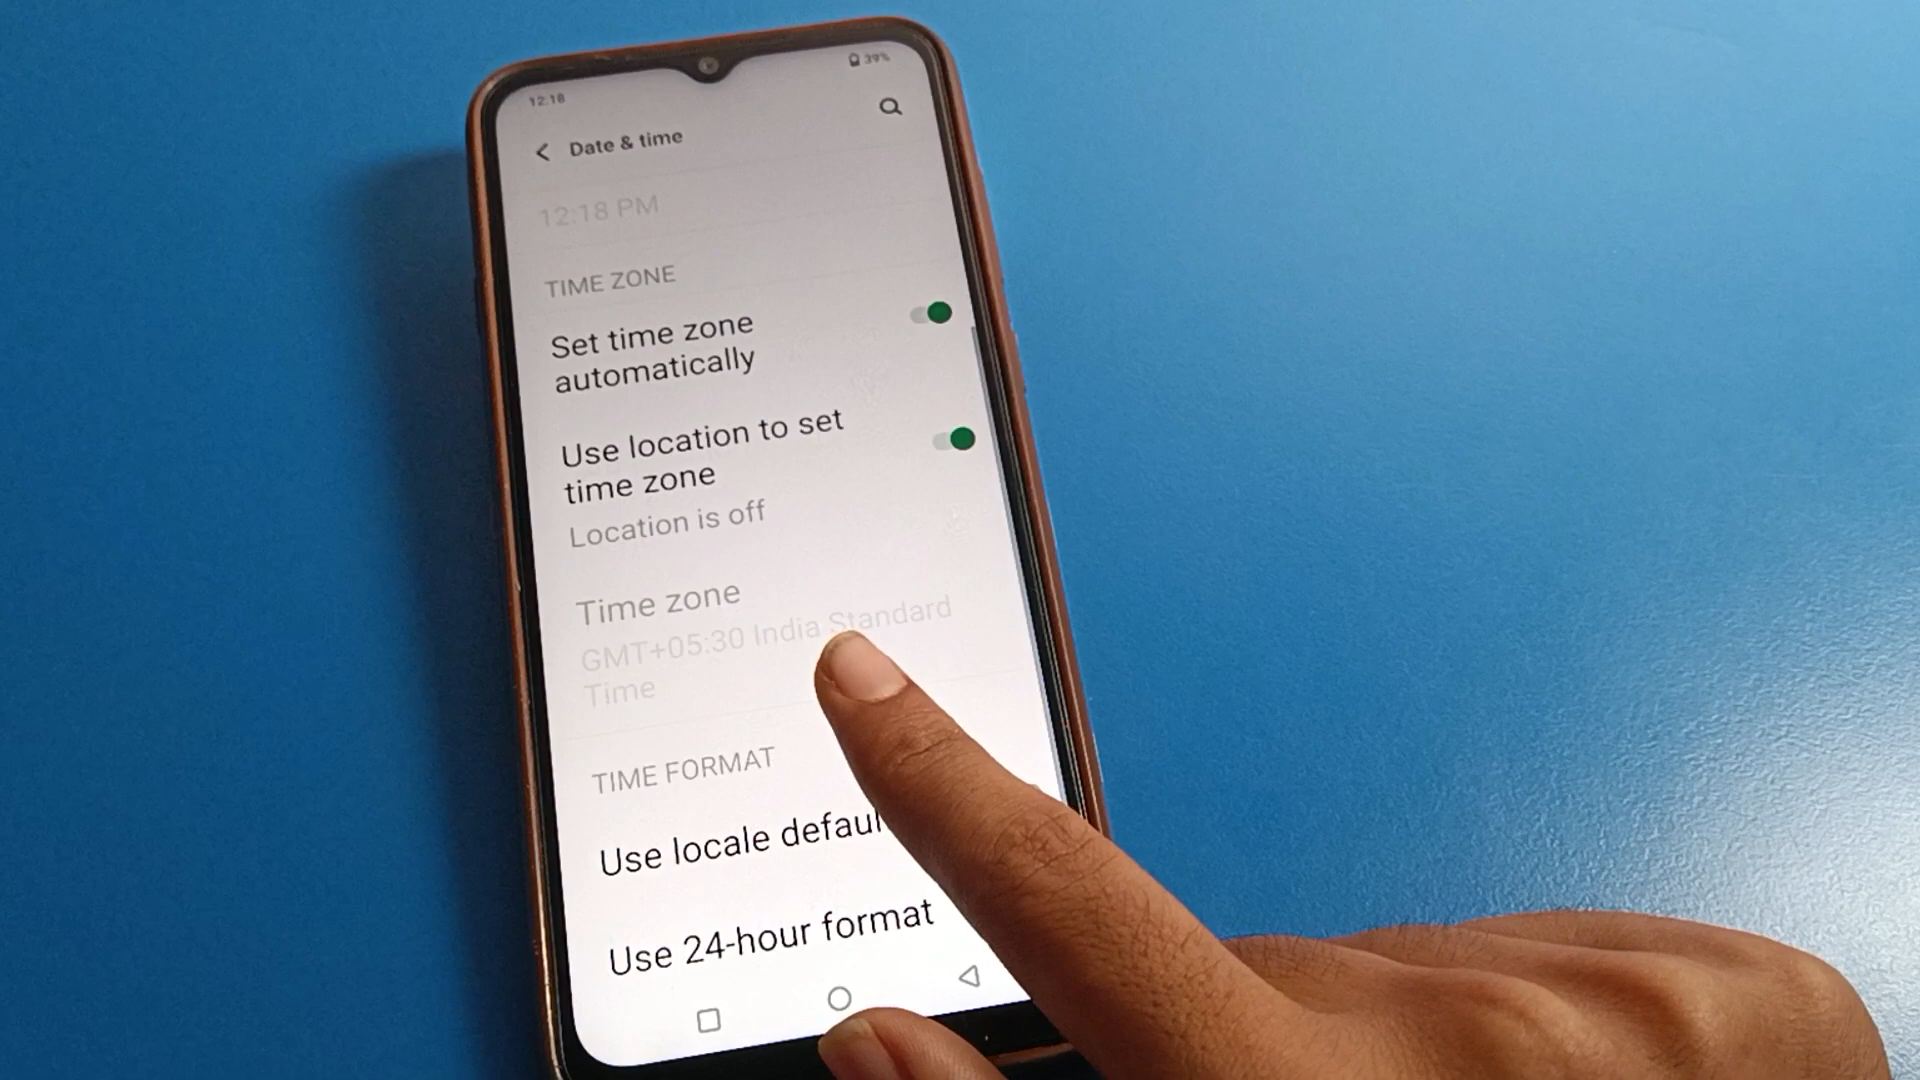 12:18
39%
Date & time
12:18 PM
TIME ZONE
Set time zone
automatically
Use location to set
time zone
Location is off
Time zone
GMT+05:30 India Standard
Time
TIME FORMAT
Use locale defaul
Use 24-hour format